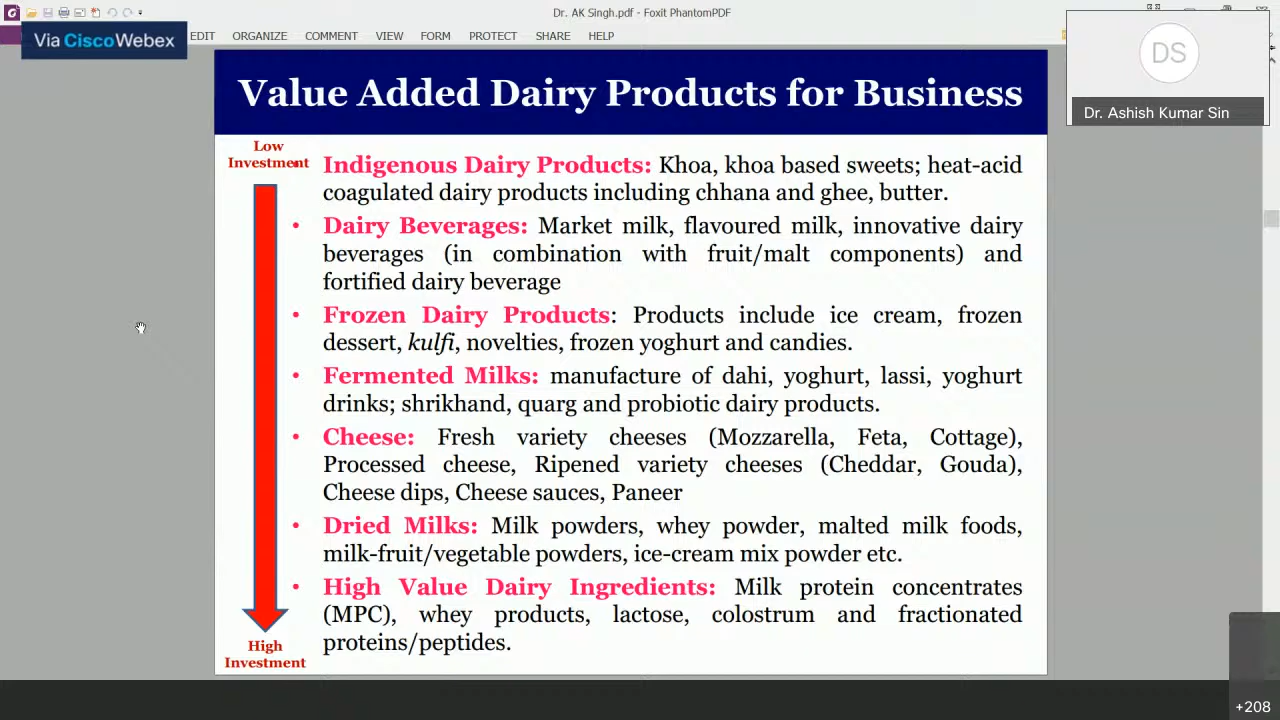 Dr. AK Singh.pdf - Foxit PhantomPDF
Via CiscoWebex
EDIT ORGANIZE COMMENT VIEW FORM PROTECT SHARE HELP
DS
Dr. Ashish Kumar Sin
Value Added Dairy Products for Business
Low
Investment
Indigenous Dairy Products: Khoa, khoa based sweets; heat-acid
coagulated dairy products including chhana and ghee, butter.
• Dairy Beverages: Market milk, flavoured milk, innovative dairy
beverages (in combination with fruit/malt components) and
fortified dairy beverage
• Frozen Dairy Products: Products include ice cream, frozen
dessert, kulfi, novelties, frozen yoghurt and candies.
• Fermented Milks: manufacture of dahi, yoghurt, lassi, yoghurt
drinks; shrikhand, quarg and probiotic dairy products.
• Cheese: Fresh variety cheeses (Mozzarella, Feta, Cottage),
Processed cheese, Ripened variety cheeses (Cheddar, Gouda),
Cheese dips, Cheese sauces, Paneer
• Dried Milks: Milk powders, whey powder, malted milk foods,
milk-fruit/vegetable powders, ice-cream mix powder etc.
• High Value Dairy Ingredients: Milk protein concentrates
(MPC), whey products, lactose, colostrum and fractionated
proteins/peptides.
High
Investment
+208